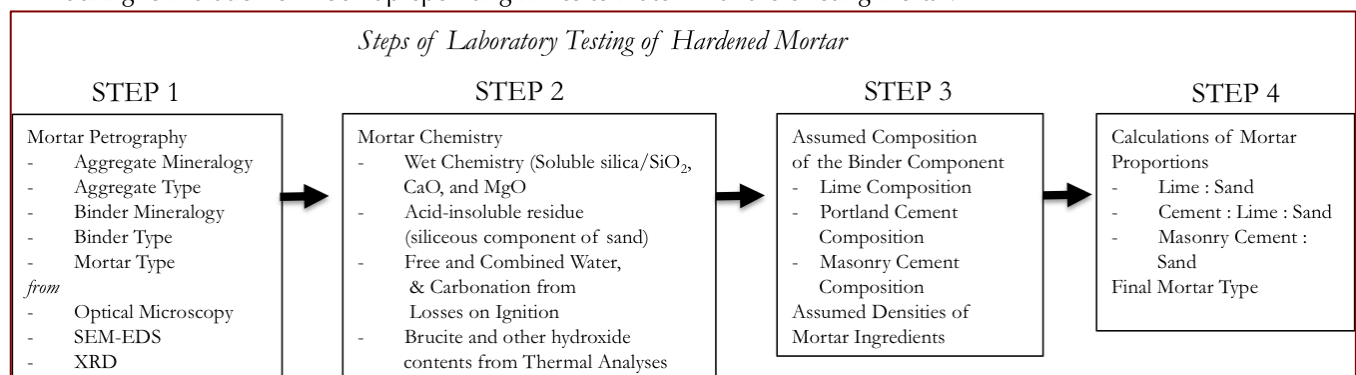 Steps of Laboratory Testing of Hardened Mortar
STEP 1
Mortar Petrography
- Aggregate Mineralogy
- Aggregate Type
- Binder Mineralogy
- Binder Type
- Mortar Type
from
- Optical Microscopy
- SEM-EDS
- XRD
STEP 2
Mortar Chemistry
- Wet Chemistry (Soluble silica/SiO₂,
CaO, and MgO
- Acid-insoluble residue
(siliceous component of sand)
- Free and Combined Water,
& Carbonation from
Losses on Ignition
- Brucite and other hydroxide
contents from Thermal Analyses
STEP 3
Assumed Composition
of the Binder Component
- Lime Composition
- Portland Cement
Composition
- Masonry Cement
Composition
Assumed Densities of
Mortar Ingredients
STEP 4
Calculations of Mortar
Proportions
- Lime : Sand
- Cement : Lime : Sand
- Masonry Cement :
Sand
Final Mortar Type